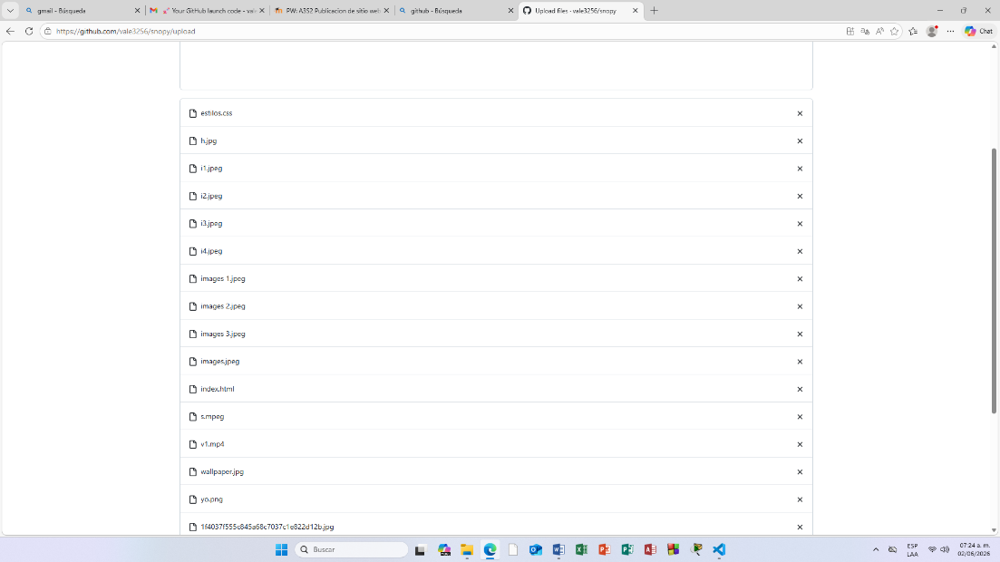 gmail - Búsqueda
Your GitHub launch code - vale
PW: A3S2 Publicacion de sitio web
github - Búsqueda
Upload files · vale3256/snopy
https://github.com/vale3256/snopy/upload
Chat
estilos.css
h.jpg
i1.jpeg
i2.jpeg
i3.jpeg
i4.jpeg
images 1.jpeg
images 2.jpeg
images 3.jpeg
images.jpeg
index.html
s.mpeg
v1.mp4
wallpaper.jpg
yo.png
1f4037f555c845a68c7037c1e822d12b.jpg
Buscar
ESP
LAA
07:24 a. m.
02/06/2026